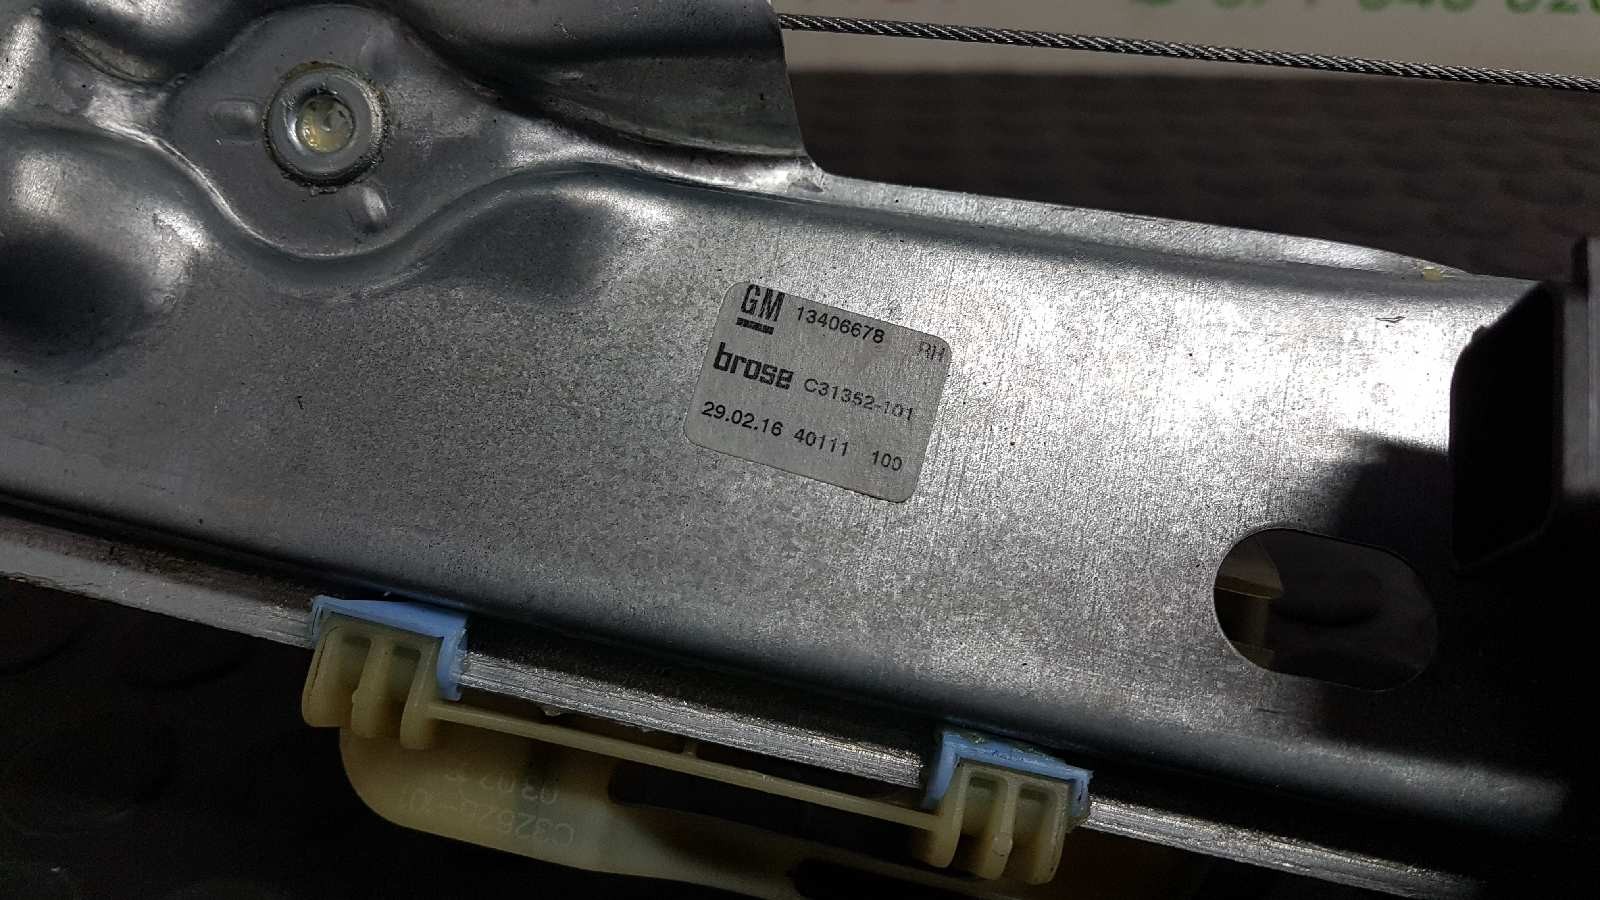 GM 13406678 RH
brose C31352-101
29.02.16 40111 100